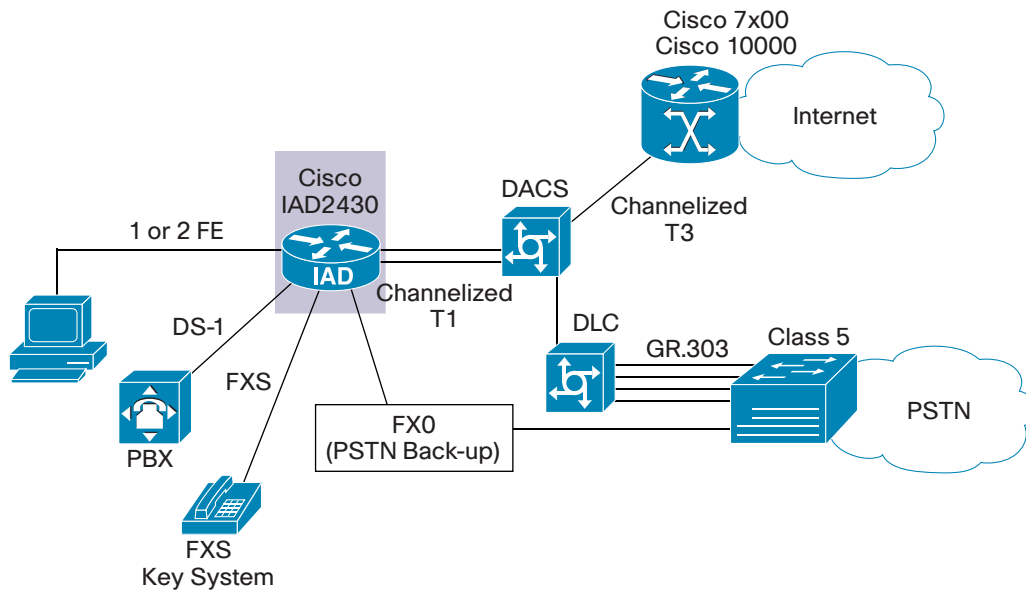 Cisco 7x00
Cisco 10000
Internet
Cisco
IAD2430
DACS
Channelized
T3
1 or 2 FE
IAD
Channelized
T1
DS-1
DLC
GR.303
Class 5
FXS
PBX
FX0
(PSTN Back-up)
PSTN
FXS
Key System